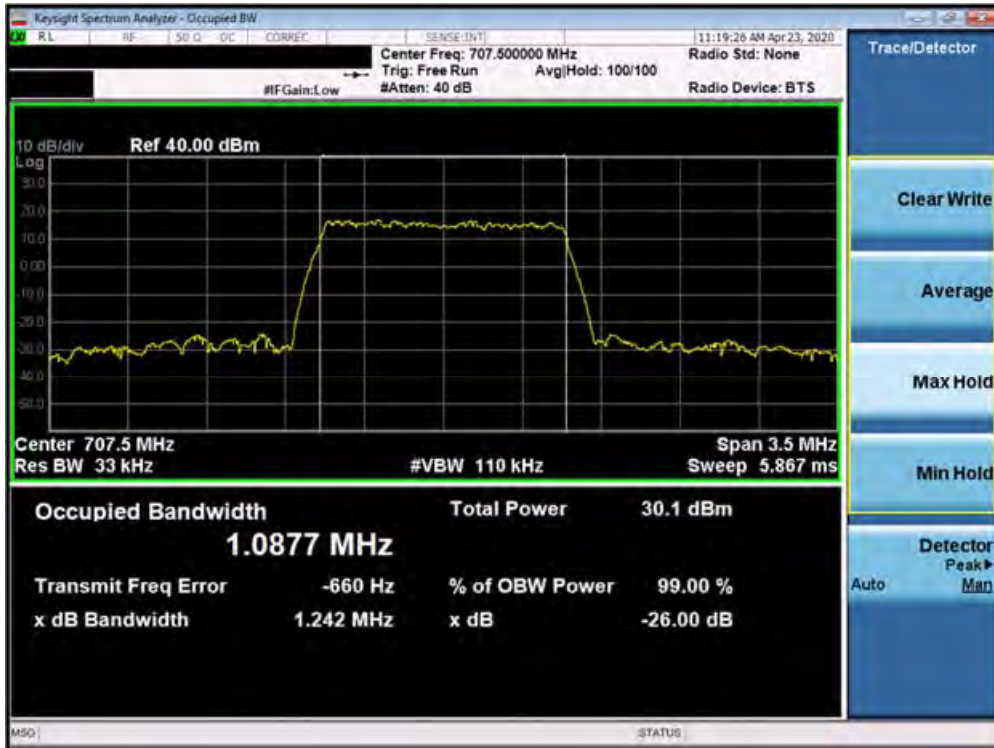 Keysight Spectrum Analyzer - Occupied BW
LXI RL RF 50 Ω DC CORREC SENSE:INT 11:19:26 AM Apr 23, 2020
Center Freq: 707.500000 MHz Radio Std: None
Trig: Free Run Avg|Hold: 100/100
#IFGain:Low #Atten: 40 dB Radio Device: BTS
10 dB/div Ref 40.00 dBm
Log
30.0
20.0
10.0
0.00
-10.0
-20.0
-30.0
-40.0
-50.0
Center 707.5 MHz Span 3.5 MHz
Res BW 33 kHz #VBW 110 kHz Sweep 5.867 ms
Occupied Bandwidth Total Power 30.1 dBm
1.0877 MHz
Transmit Freq Error -660 Hz % of OBW Power 99.00 %
x dB Bandwidth 1.242 MHz x dB -26.00 dB
MSG STATUS
Trace/Detector
Clear Write
Average
Max Hold
Min Hold
Detector
Peak▶
Auto Man